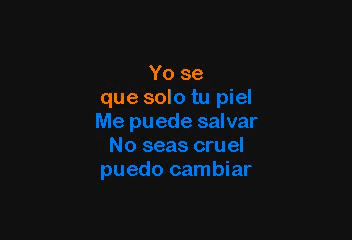 Yo se
que solo tu piel
Me puede salvar
No seas cruel
puedo cambiar